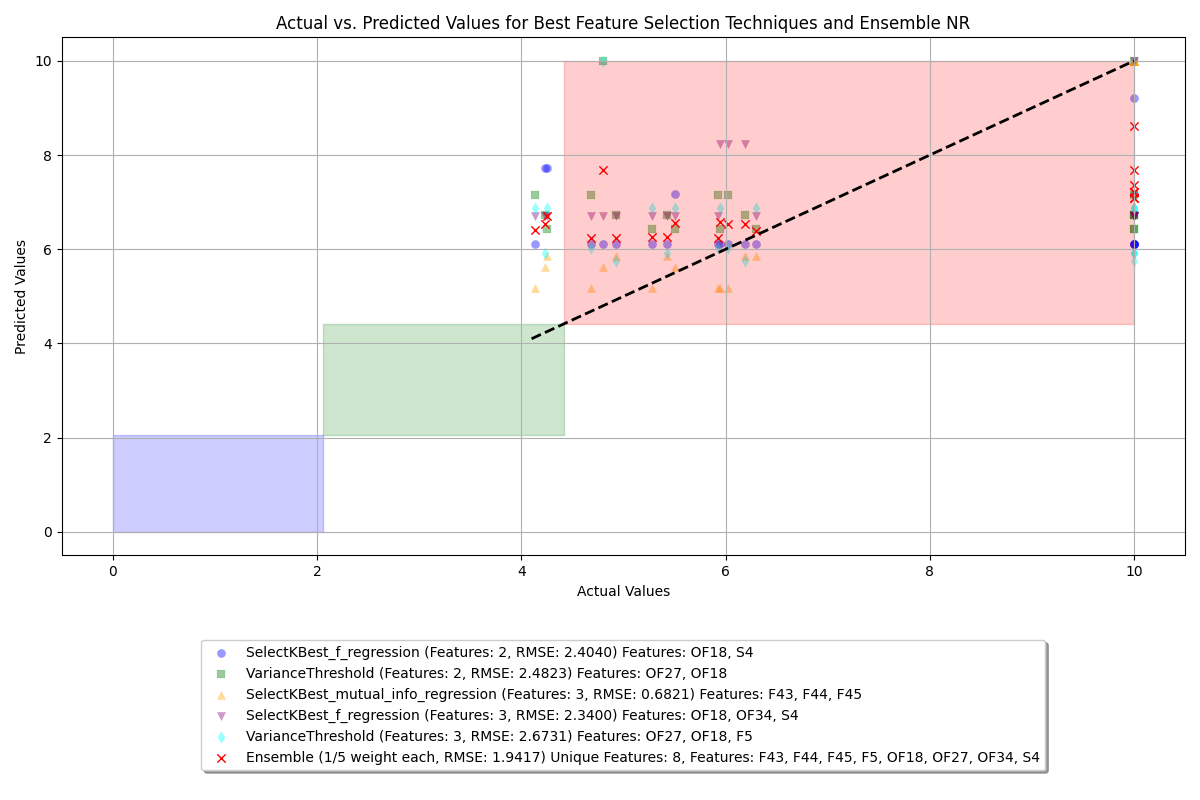 Actual vs. Predicted Values for Best Feature Selection Techniques and Ensemble NR
10
8
6
4
2
0
Predicted Values
0 2 4 6 8 10
Actual Values
SelectKBest_f_regression (Features: 2, RMSE: 2.4040) Features: OF18, S4
VarianceThreshold (Features: 2, RMSE: 2.4823) Features: OF27, OF18
SelectKBest_mutual_info_regression (Features: 3, RMSE: 0.6821) Features: F43, F44, F45
SelectKBest_f_regression (Features: 3, RMSE: 2.3400) Features: OF18, OF34, S4
VarianceThreshold (Features: 3, RMSE: 2.6731) Features: OF27, OF18, F5
Ensemble (1/5 weight each, RMSE: 1.9417) Unique Features: 8, Features: F43, F44, F45, F5, OF18, OF27, OF34, S4